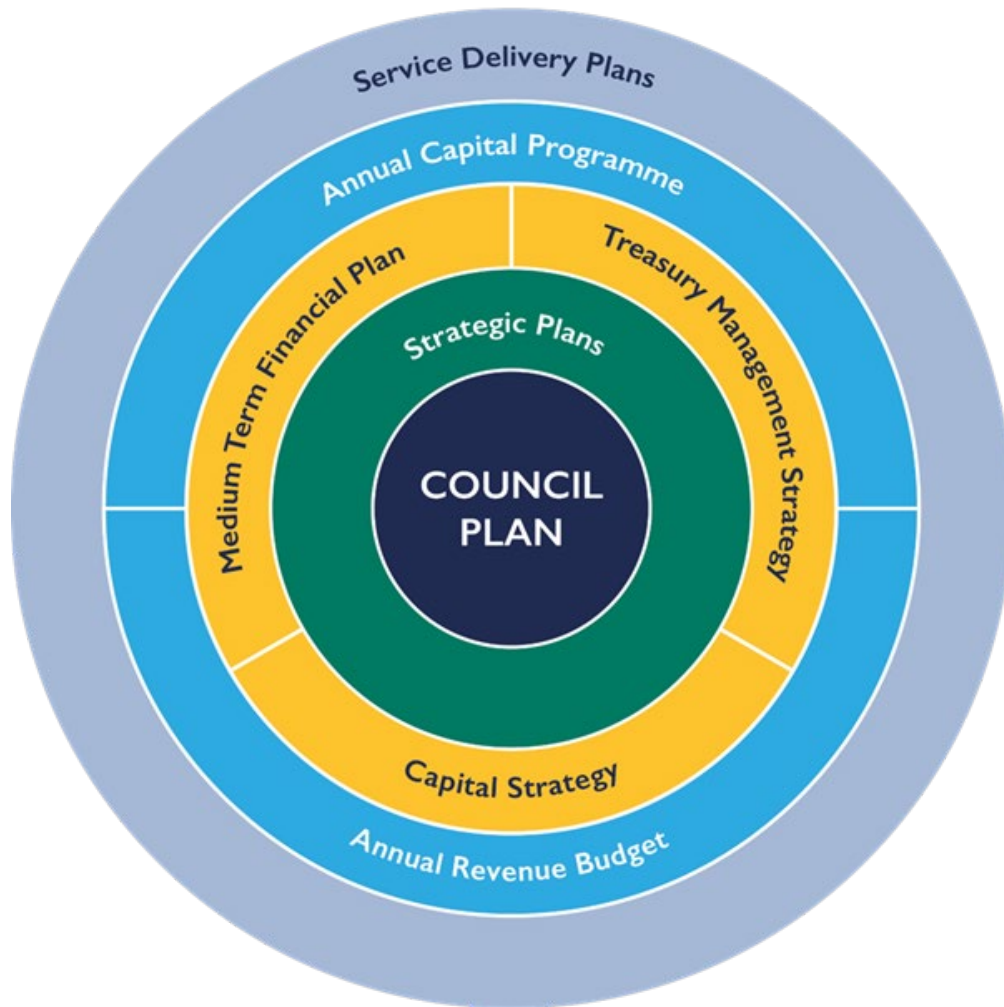 Service Delivery Plans
Annual Capital Programme
Medium Term Financial Plan
Treasury Management Strategy
Strategic Plans
COUNCIL
PLAN
Capital Strategy
Annual Revenue Budget